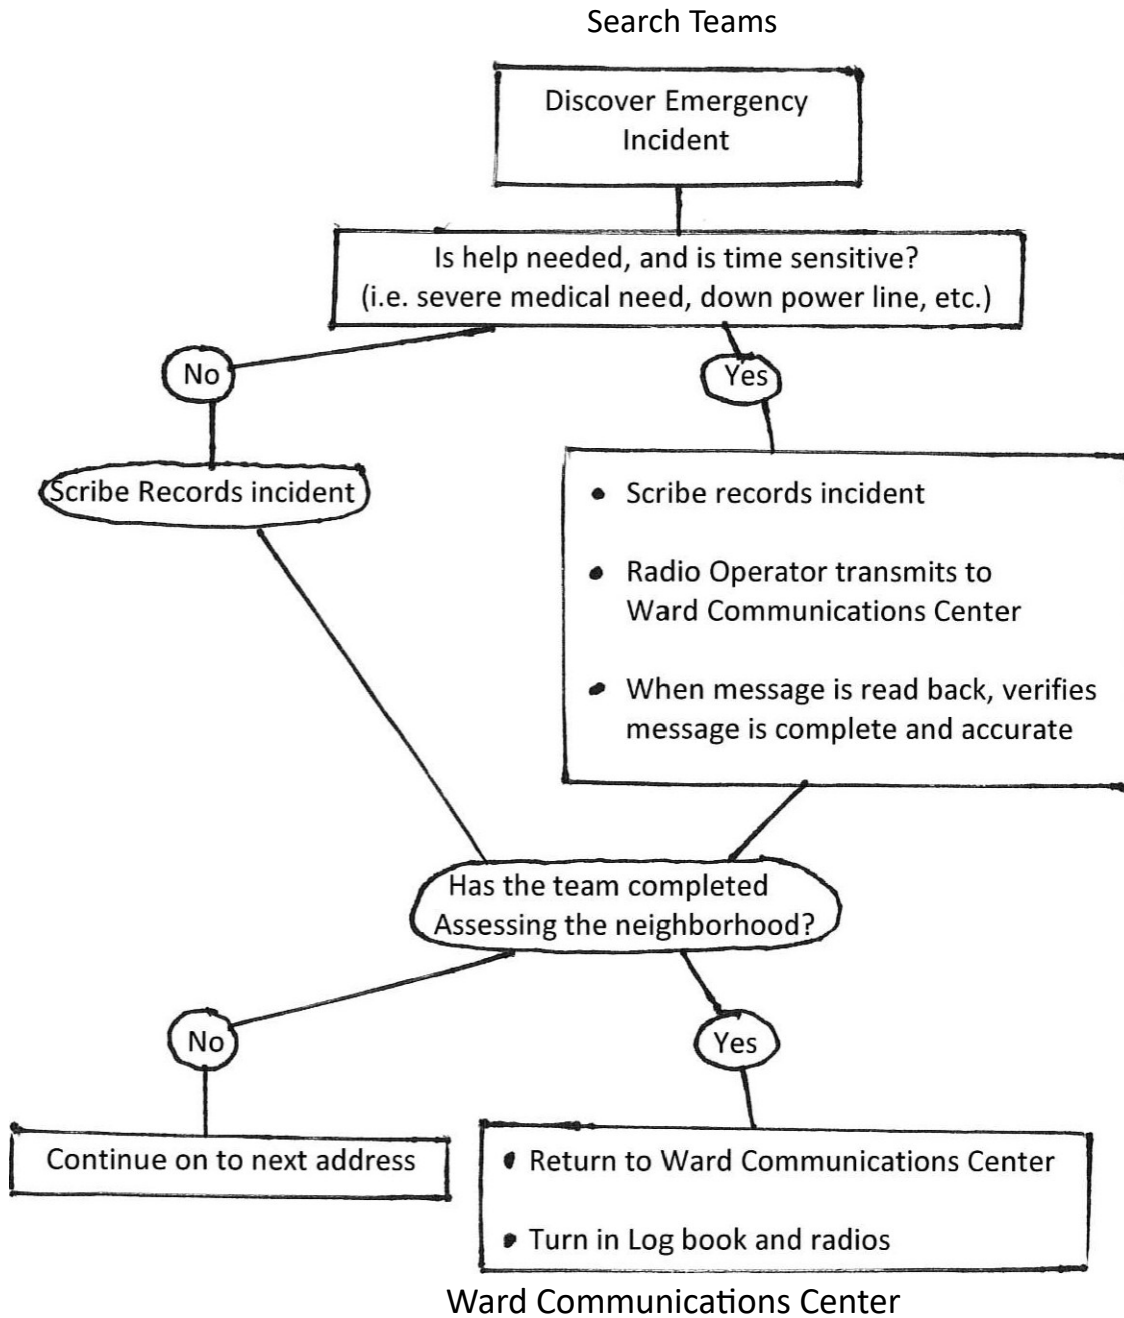 Search Teams
Discover Emergency
Incident
Is help needed, and is time sensitive?
(i.e. severe medical need, down power line, etc.)
No
Yes
Scribe Records incident
• Scribe records incident
• Radio Operator transmits to
Ward Communications Center
• When message is read back, verifies
message is complete and accurate
Has the team completed
Assessing the neighborhood?
No
Yes
Continue on to next address
• Return to Ward Communications Center
• Turn in Log book and radios
Ward Communications Center